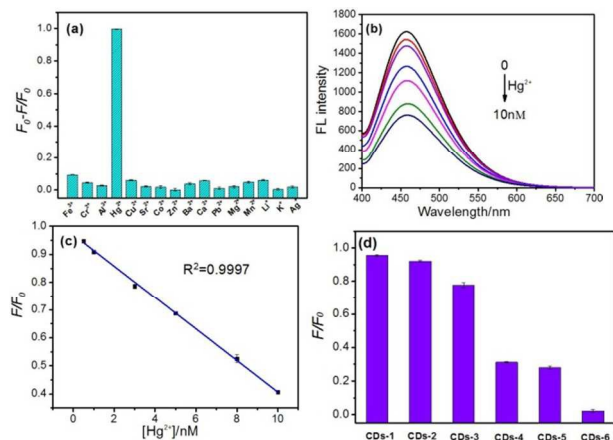 (a)
F₀-F/F₀
1.0
0.8
0.6
0.4
0.2
0.0
Hg²⁺ Cu²⁺ Sr²⁺ Co²⁺ Zn²⁺ Ba²⁺ Ca²⁺ Pb²⁺ Mg²⁺ Mn²⁺ Li⁺ K⁺ Ag
(b)
FL intensity
1800
1600
1400
1200
1000
800
600
400
200
0
0
Hg²⁺
10nM
400 450 500 550 600 700
Wavelength/nm
(c)
R²=0.9997
F/F₀
1.0
0.9
0.8
0.7
0.6
0.5
0.4
0 2 4 6 8 10
[Hg²⁺]/nM
(d)
F/F₀
1.0
0.8
0.6
0.4
0.2
0.0
CDs-1 CDs-2 CDs-3 CDs-4 CDs-5 CDs-6